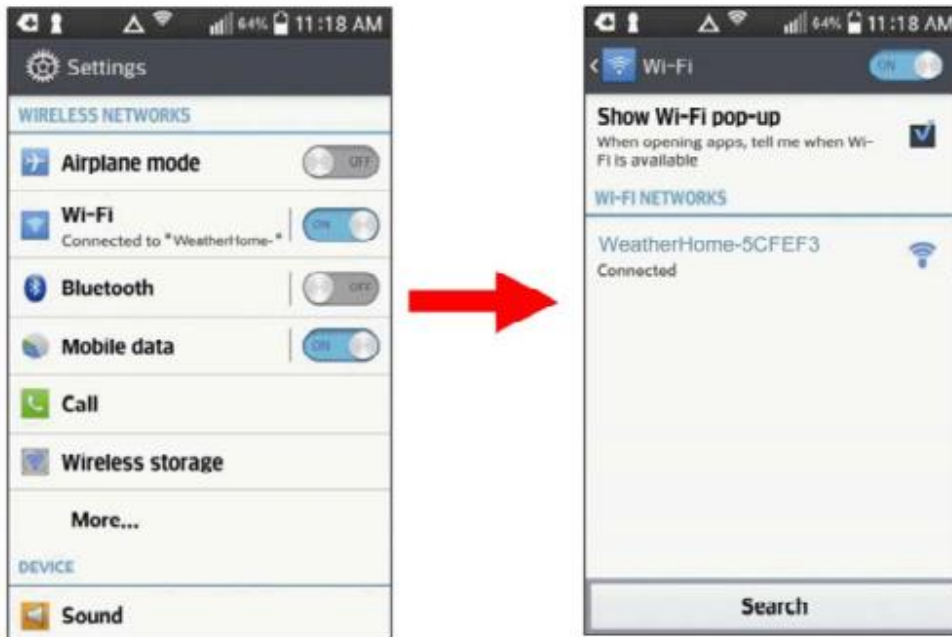 64% 11:18 AM
Settings
WIRELESS NETWORKS
Airplane mode
OFF
Wi-Fi
Connected to "WeatherHome-"
ON
Bluetooth
OFF
Mobile data
ON
Call
Wireless storage
More...
DEVICE
Sound
64% 11:18 AM
Wi-Fi
ON
Show Wi-Fi pop-up
When opening apps, tell me when Wi-
Fi is available
WI-FI NETWORKS
WeatherHome-5CFEF3
Connected
Search